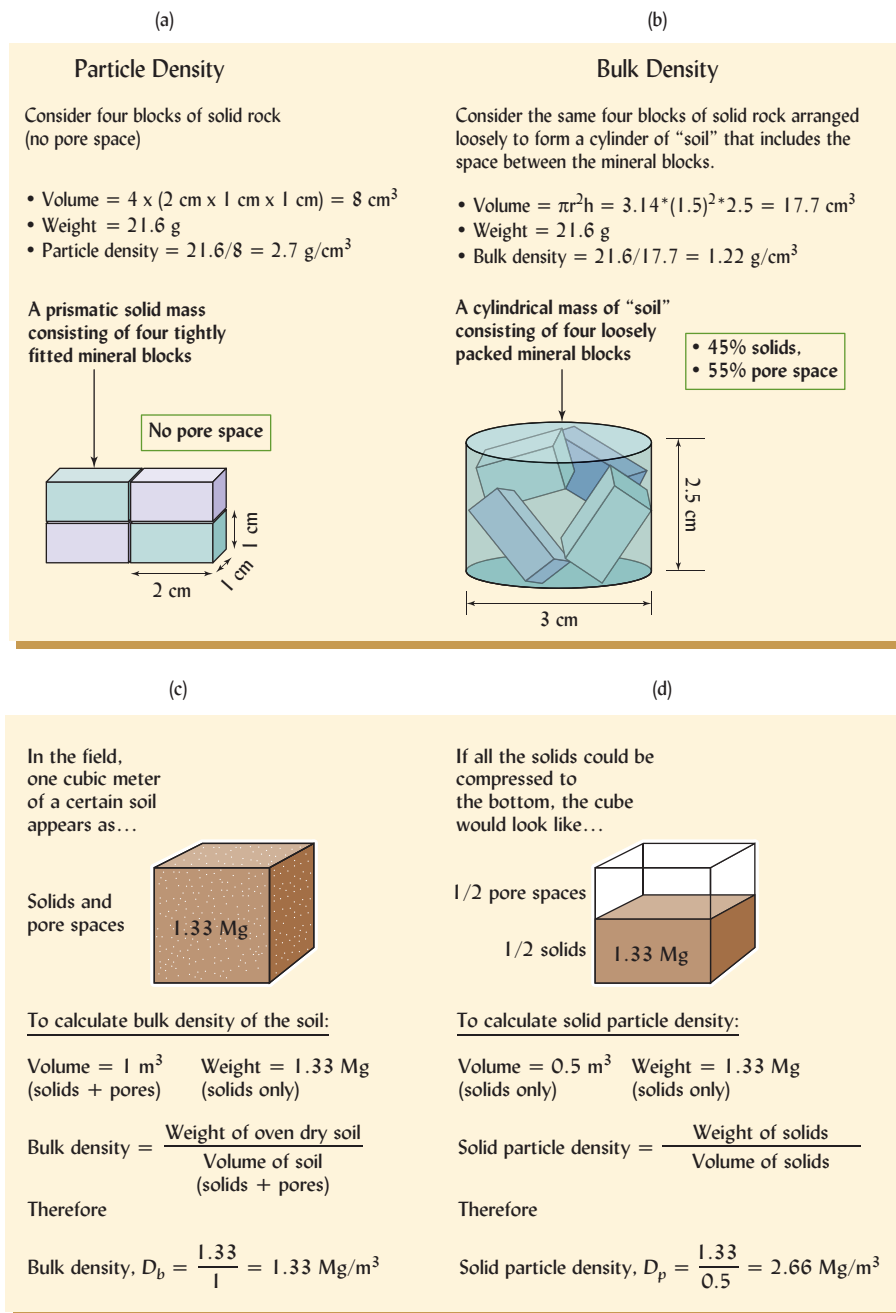 (a)
Particle Density
Consider four blocks of solid rock
(no pore space)
• Volume = 4 x (2 cm x 1 cm x 1 cm) = 8 cm³
• Weight = 21.6 g
• Particle density = 21.6/8 = 2.7 g/cm³
A prismatic solid mass
consisting of four tightly
fitted mineral blocks
No pore space
1 cm
1 cm
2 cm
(b)
Bulk Density
Consider the same four blocks of solid rock arranged
loosely to form a cylinder of “soil” that includes the
space between the mineral blocks.
• Volume = πr²h = 3.14*(1.5)²*2.5 = 17.7 cm³
• Weight = 21.6 g
• Bulk density = 21.6/17.7 = 1.22 g/cm³
A cylindrical mass of “soil”
consisting of four loosely
packed mineral blocks
• 45% solids,
• 55% pore space
2.5 cm
3 cm
(c)
In the field,
one cubic meter
of a certain soil
appears as…
Solids and
pore spaces
1.33 Mg
To calculate bulk density of the soil:
Volume = 1 m³ Weight = 1.33 Mg
(solids + pores) (solids only)
Bulk density = Weight of oven dry soil
Volume of soil
(solids + pores)
Therefore
Bulk density, D_b = 1.33/1 = 1.33 Mg/m³
(d)
If all the solids could be
compressed to
the bottom, the cube
would look like…
1/2 pore spaces
1/2 solids
1.33 Mg
To calculate solid particle density:
Volume = 0.5 m³ Weight = 1.33 Mg
(solids only) (solids only)
Solid particle density = Weight of solids
Volume of solids
Therefore
Solid particle density, D_p = 1.33/0.5 = 2.66 Mg/m³